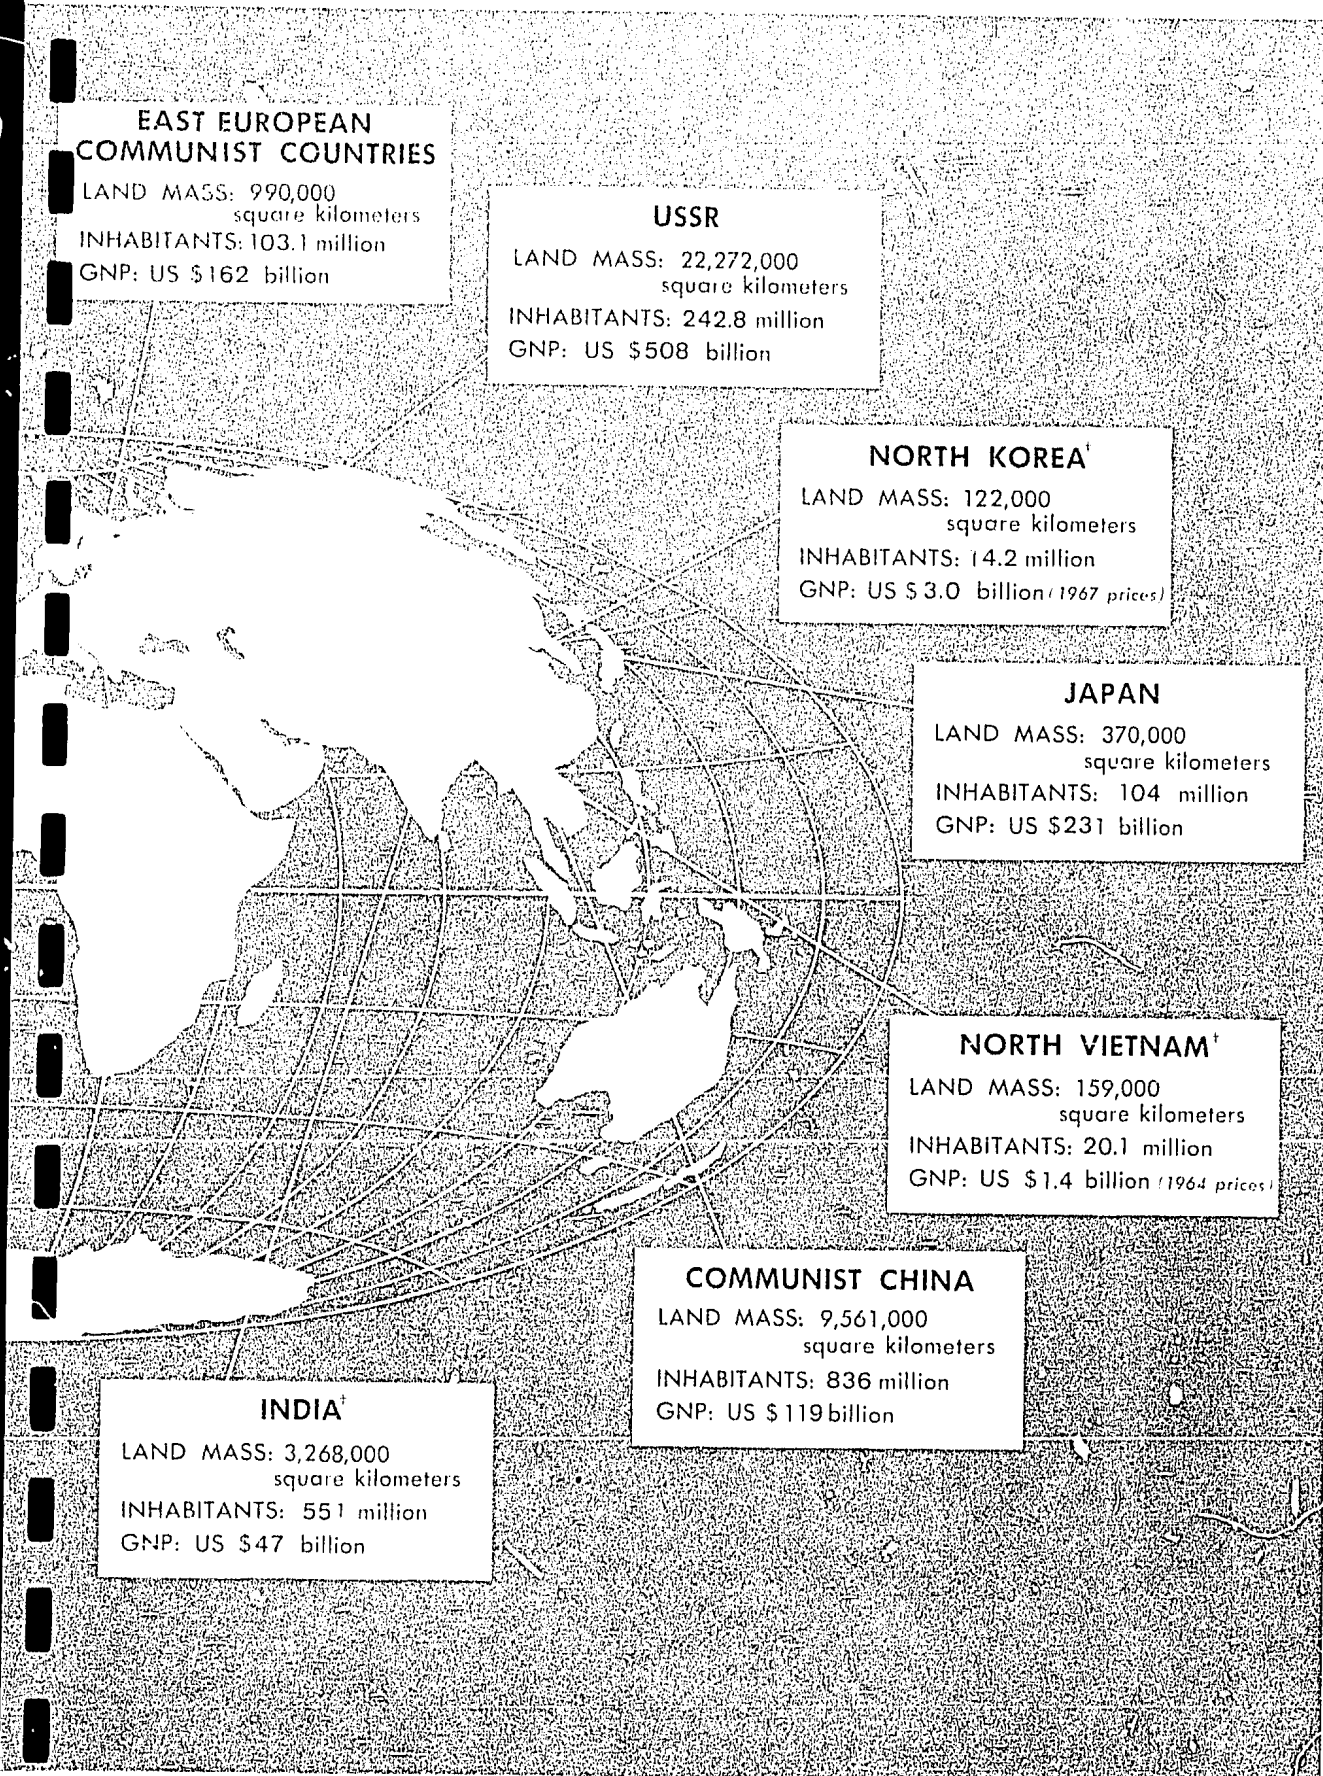 EAST EUROPEAN
COMMUNIST COUNTRIES
LAND MASS: 990,000
square kilometers
INHABITANTS: 103.1 million
GNP: US $162 billion
USSR
LAND MASS: 22,272,000
square kilometers
INHABITANTS: 242.8 million
GNP: US $508 billion
NORTH KOREA†
LAND MASS: 122,000
square kilometers
INHABITANTS: 14.2 million
GNP: US $3.0 billion (1967 prices)
JAPAN
LAND MASS: 370,000
square kilometers
INHABITANTS: 104 million
GNP: US $231 billion
NORTH VIETNAM†
LAND MASS: 159,000
square kilometers
INHABITANTS: 20.1 million
GNP: US $1.4 billion (1964 prices)
COMMUNIST CHINA
LAND MASS: 9,561,000
square kilometers
INHABITANTS: 836 million
GNP: US $119 billion
INDIA†
LAND MASS: 3,268,000
square kilometers
INHABITANTS: 551 million
GNP: US $47 billion